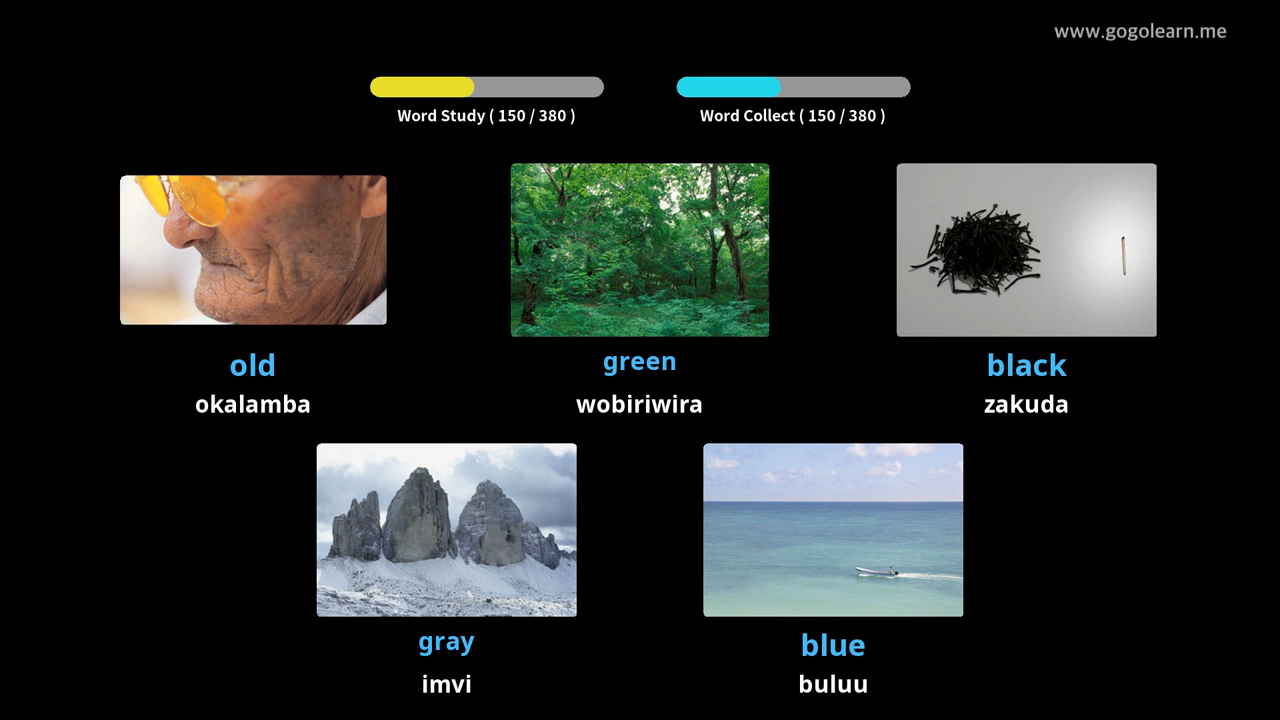 www.gogolearn.me
Word Study ( 150 / 380 )
Word Collect ( 150 / 380 )
old
okalamba
green
wobiriwira
black
zakuda
gray
imvi
blue
buluu